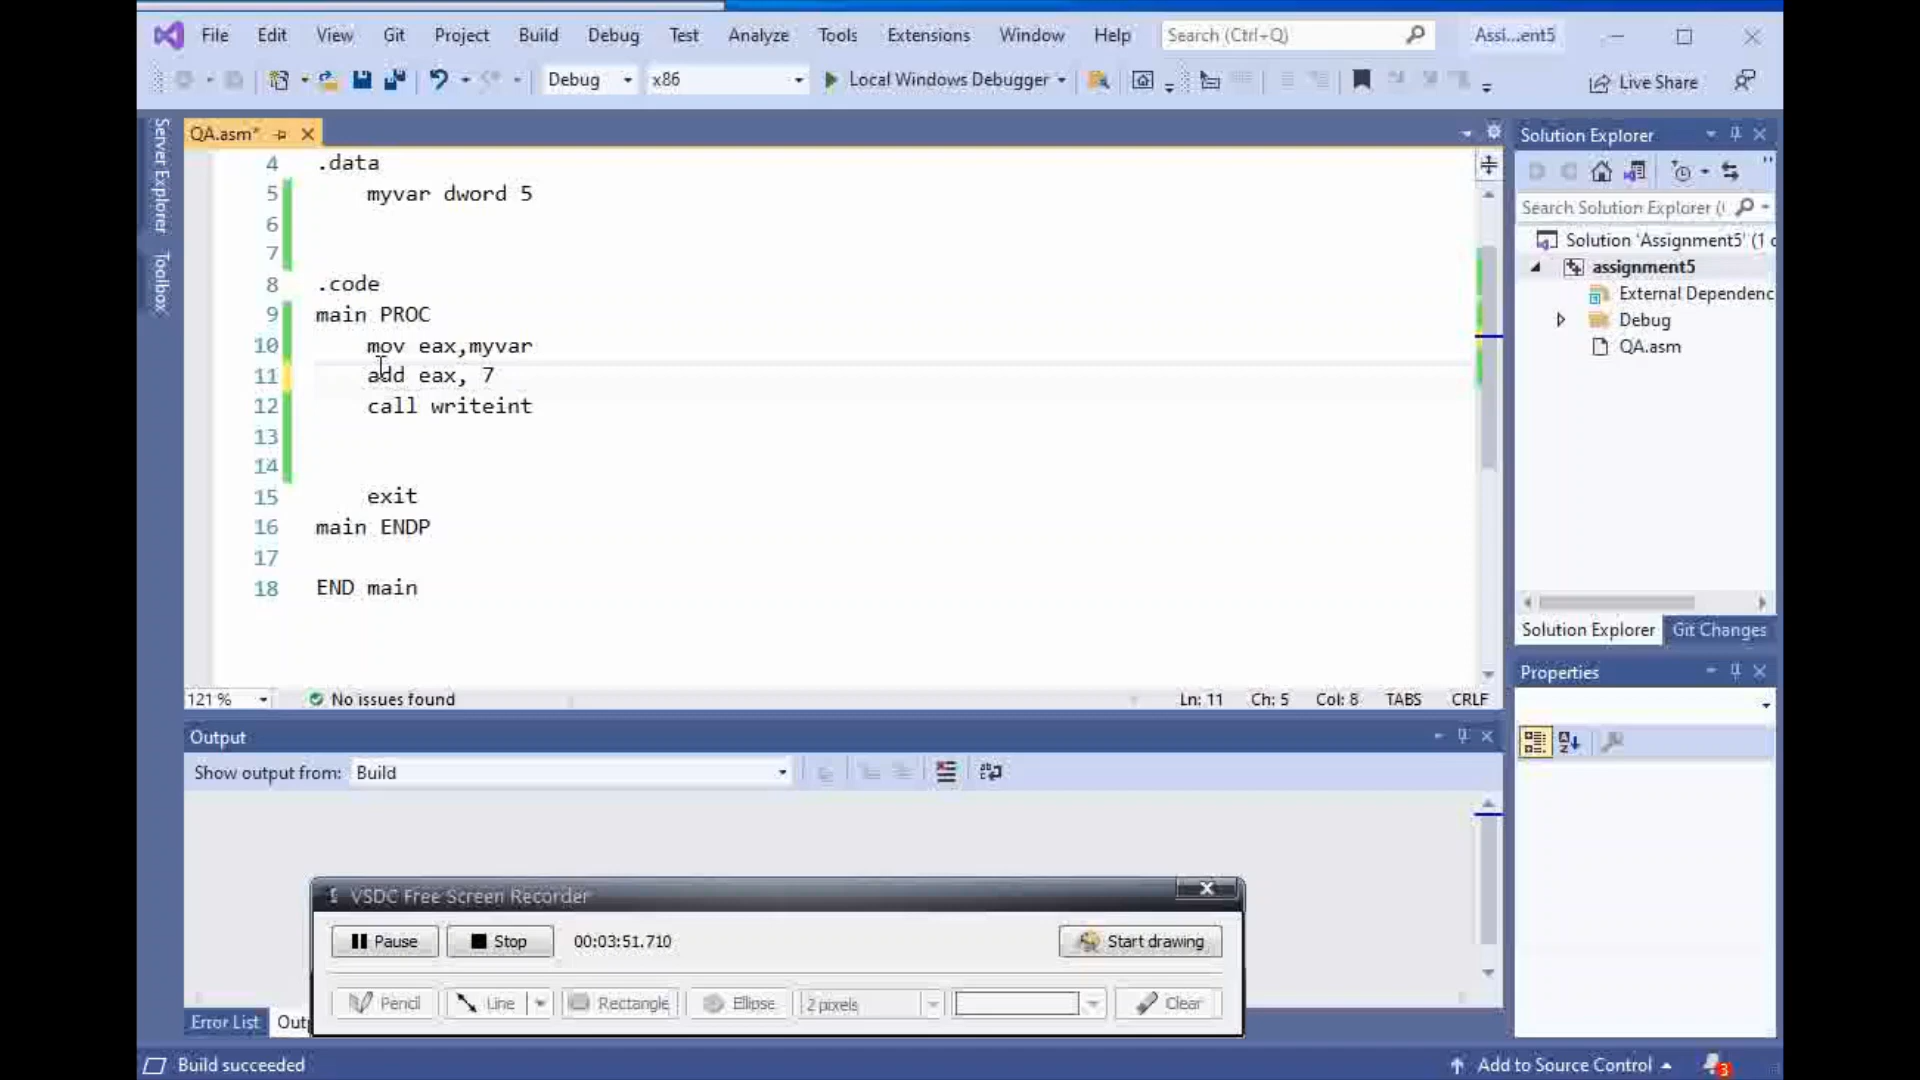 File Edit View Git Project Build Debug Test Analyze Tools Extensions Window Help Search (Ctrl+Q) Assi...ent5
Debug x86 Local Windows Debugger Live Share
Server Explorer
Toolbox
QA.asm*
4 .data
5 myvar dword 5
6
7
8 .code
9 main PROC
10 mov eax,myvar
11 add eax, 7
12 call writeint
13
14
15 exit
16 main ENDP
17
18 END main
121 % No issues found Ln: 11 Ch: 5 Col: 8 TABS CRLF
Solution Explorer
Search Solution Explorer (
Solution 'Assignment5' (1 c
assignment5
External Dependenc
Debug
QA.asm
Solution Explorer Git Changes
Properties
Output
Show output from: Build
VSDC Free Screen Recorder
Pause Stop 00:03:51.710 Start drawing
Pencil Line Rectangle Ellipse 2 pixels Clear
Error List Out
Build succeeded Add to Source Control 3